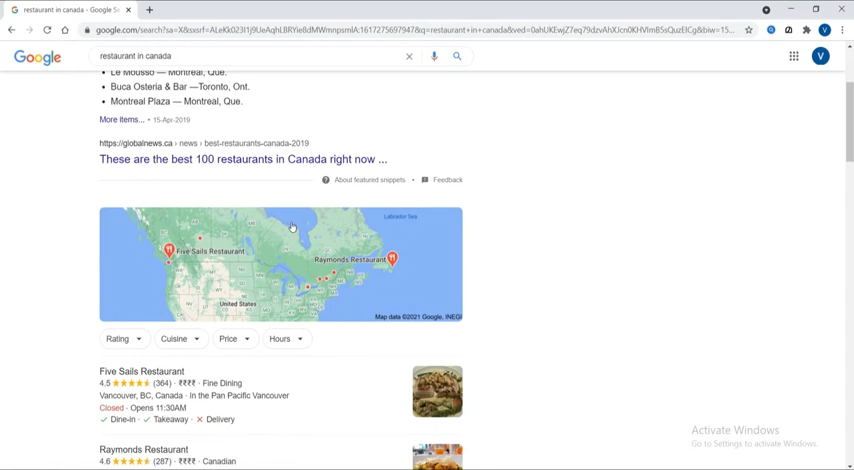 restaurant in canada - Google Se
google.com/search?sa=X&sxsrf=ALeKk023I1j9UeAqhLBRYie8dMWmnpsmlA:1617275697947&q=restaurant+in+canada&ved=0ahUKEwjZ7eq79dzvAhXJcn0KHVlmBSsQuzEICg&biw=15...
Google
restaurant in canada
V
V
• Le Mousso — Montreal, Que.
• Buca Osteria & Bar —Toronto, Ont.
• Montreal Plaza — Montreal, Que.
More items... • 15-Apr-2019
https://globalnews.ca › news › best-restaurants-canada-2019
These are the best 100 restaurants in Canada right now ...
About featured snippets • Feedback
Labrador Sea
AB
MB
Five Sails Restaurant
Raymonds Restaurant
United States
Map data ©2021 Google, INEGI
Rating
Cuisine
Price
Hours
Five Sails Restaurant
4.5 (364) · ₹₹₹₹ · Fine Dining
Vancouver, BC, Canada · In the Pan Pacific Vancouver
Closed · Opens 11:30AM
Dine-in · Takeaway · Delivery
Raymonds Restaurant
4.6 (287) · ₹₹₹₹ · Canadian
Activate Windows
Go to Settings to activate Windows.